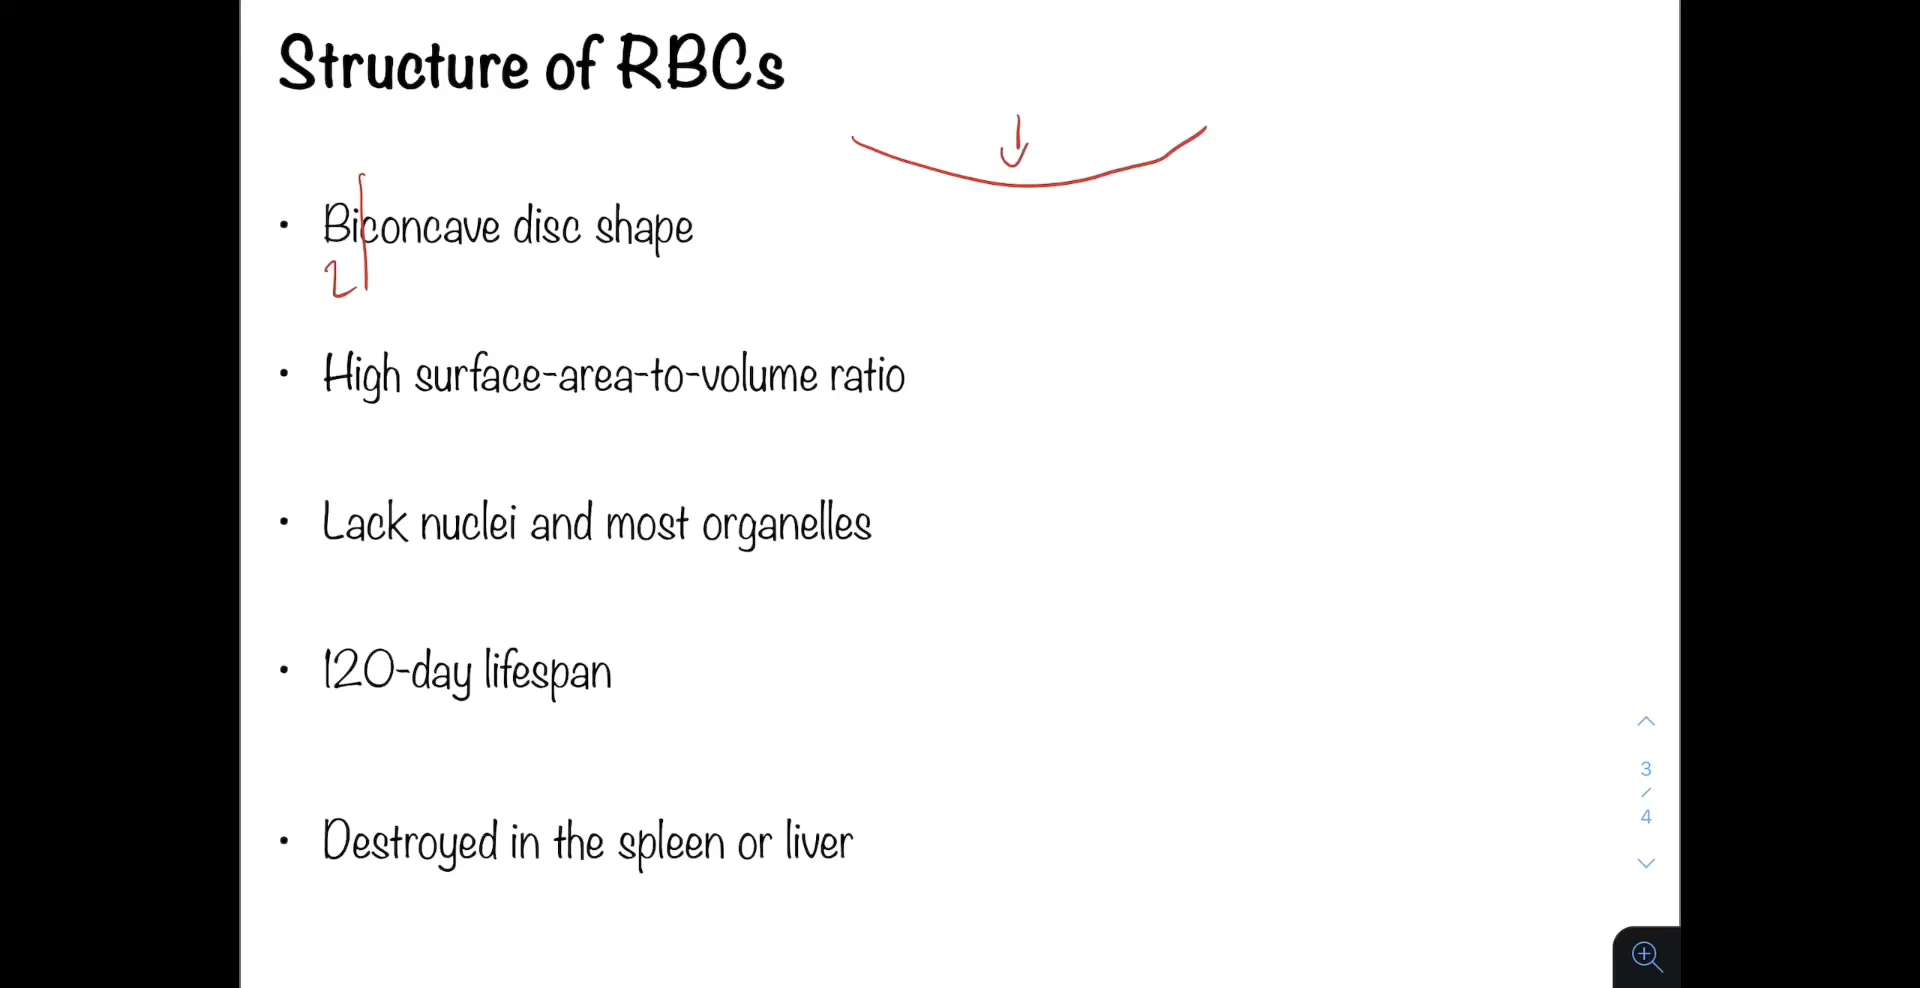 Structure of RBCs
• Biconcave disc shape
2
• High surface-area-to-volume ratio
• Lack nuclei and most organelles
• 120-day lifespan
• Destroyed in the spleen or liver
3
/
4